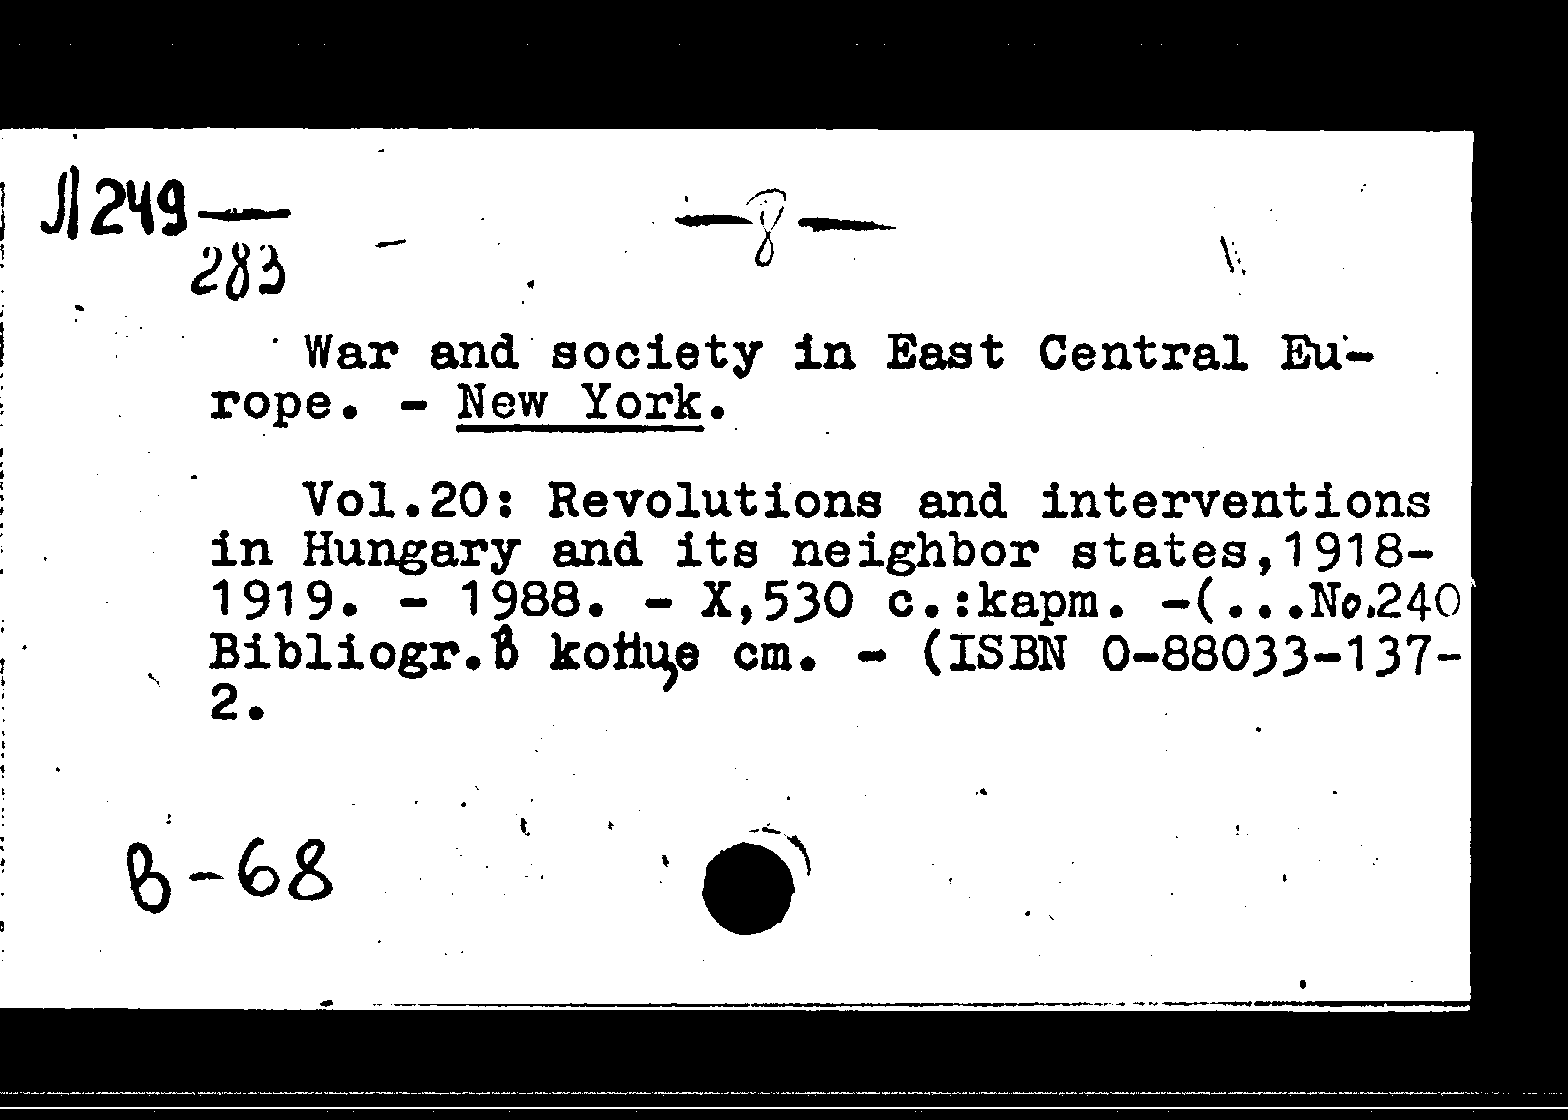 Л249—
283
—8—
War and society in East Central Eu-
rope. - New York.
Vol.20: Revolutions and interventions
in Hungary and its neighbor states,1918-
1919. - 1988. - X,530 c.:kapm. -(...No.240
Bibliogr.в конце cm. - (ISBN 0-88033-137-
2.
В-68